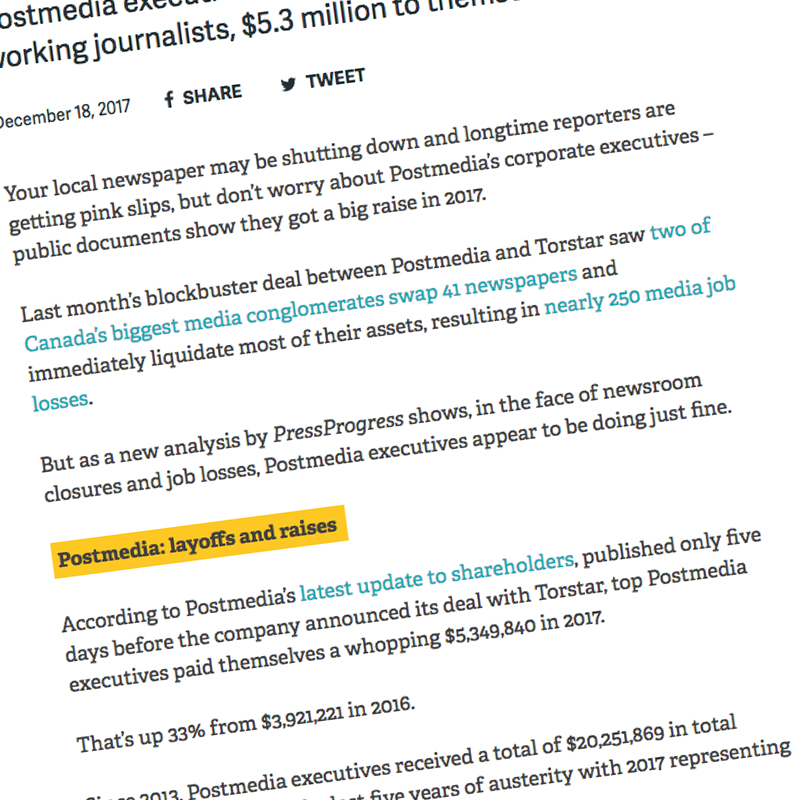 Postmedia
working journalists, $5.3 million to
December 18, 2017 SHARE TWEET
Your local newspaper may be shutting down and longtime reporters are
getting pink slips, but don't worry about Postmedia's corporate executives –
public documents show they got a big raise in 2017.
Last month's blockbuster deal between Postmedia and Torstar saw two of
Canada's biggest media conglomerates swap 41 newspapers and
immediately liquidate most of their assets, resulting in nearly 250 media job
losses.
But as a new analysis by PressProgress shows, in the face of newsroom
closures and job losses, Postmedia executives appear to be doing just fine.
Postmedia: layoffs and raises
According to Postmedia's latest update to shareholders, published only five
days before the company announced its deal with Torstar, top Postmedia
executives paid themselves a whopping $5,349,840 in 2017.
That's up 33% from $3,921,221 in 2016.
Since 2013, Postmedia executives received a total of $20,251,869 in total
last five years of austerity with 2017 representing